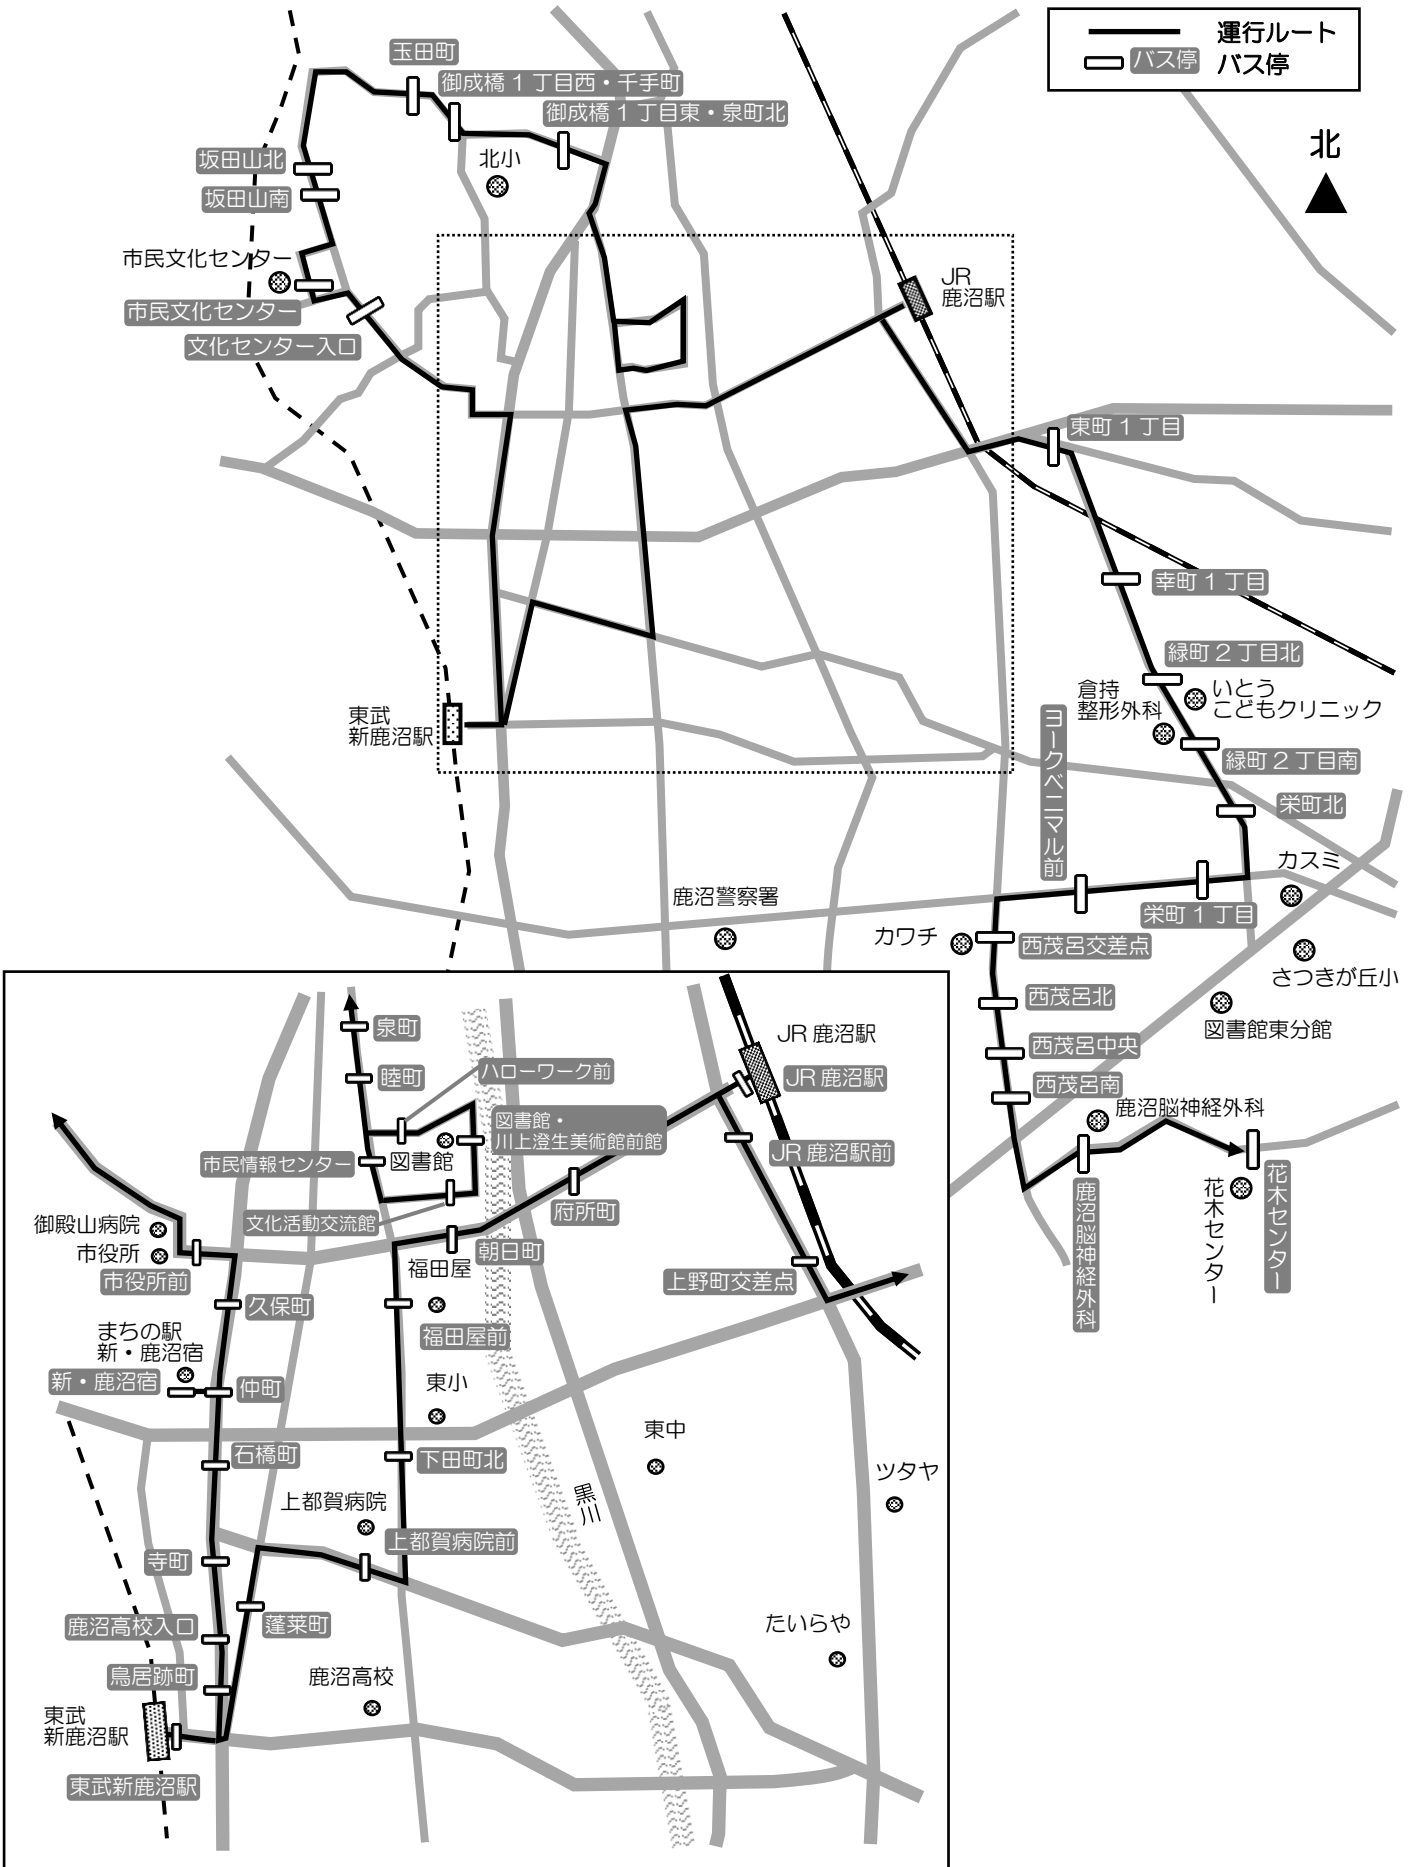 運行ルート
バス停
バス停
北
玉田町
御成橋１丁目西・千手町
御成橋１丁目東・泉町北
北小
坂田山北
坂田山南
市民文化センター
市民文化センター
文化センター入口
JR
鹿沼駅
東町１丁目
幸町１丁目
緑町２丁目北
倉持
整形外科
いとう
こどもクリニック
緑町２丁目南
栄町北
ヨークベニマル前
東武
新鹿沼駅
カスミ
栄町１丁目
鹿沼警察署
カワチ
西茂呂交差点
さつきが丘小
西茂呂北
図書館東分館
西茂呂中央
西茂呂南
鹿沼脳神経外科
鹿沼脳神経外科
花木センター
花木センター
泉町
睦町
ハローワーク前
JR 鹿沼駅
JR 鹿沼駅
図書館・
川上澄生美術館前館
市民情報センター
図書館
JR 鹿沼駅前
文化活動交流館
府所町
御殿山病院
市役所
市役所前
朝日町
福田屋
上野町交差点
久保町
福田屋前
まちの駅
新・鹿沼宿
新・鹿沼宿
仲町
東小
東中
石橋町
下田町北
ツタヤ
上都賀病院
黒川
上都賀病院前
寺町
蓬莱町
鹿沼高校入口
たいらや
鳥居跡町
鹿沼高校
東武
新鹿沼駅
東武新鹿沼駅